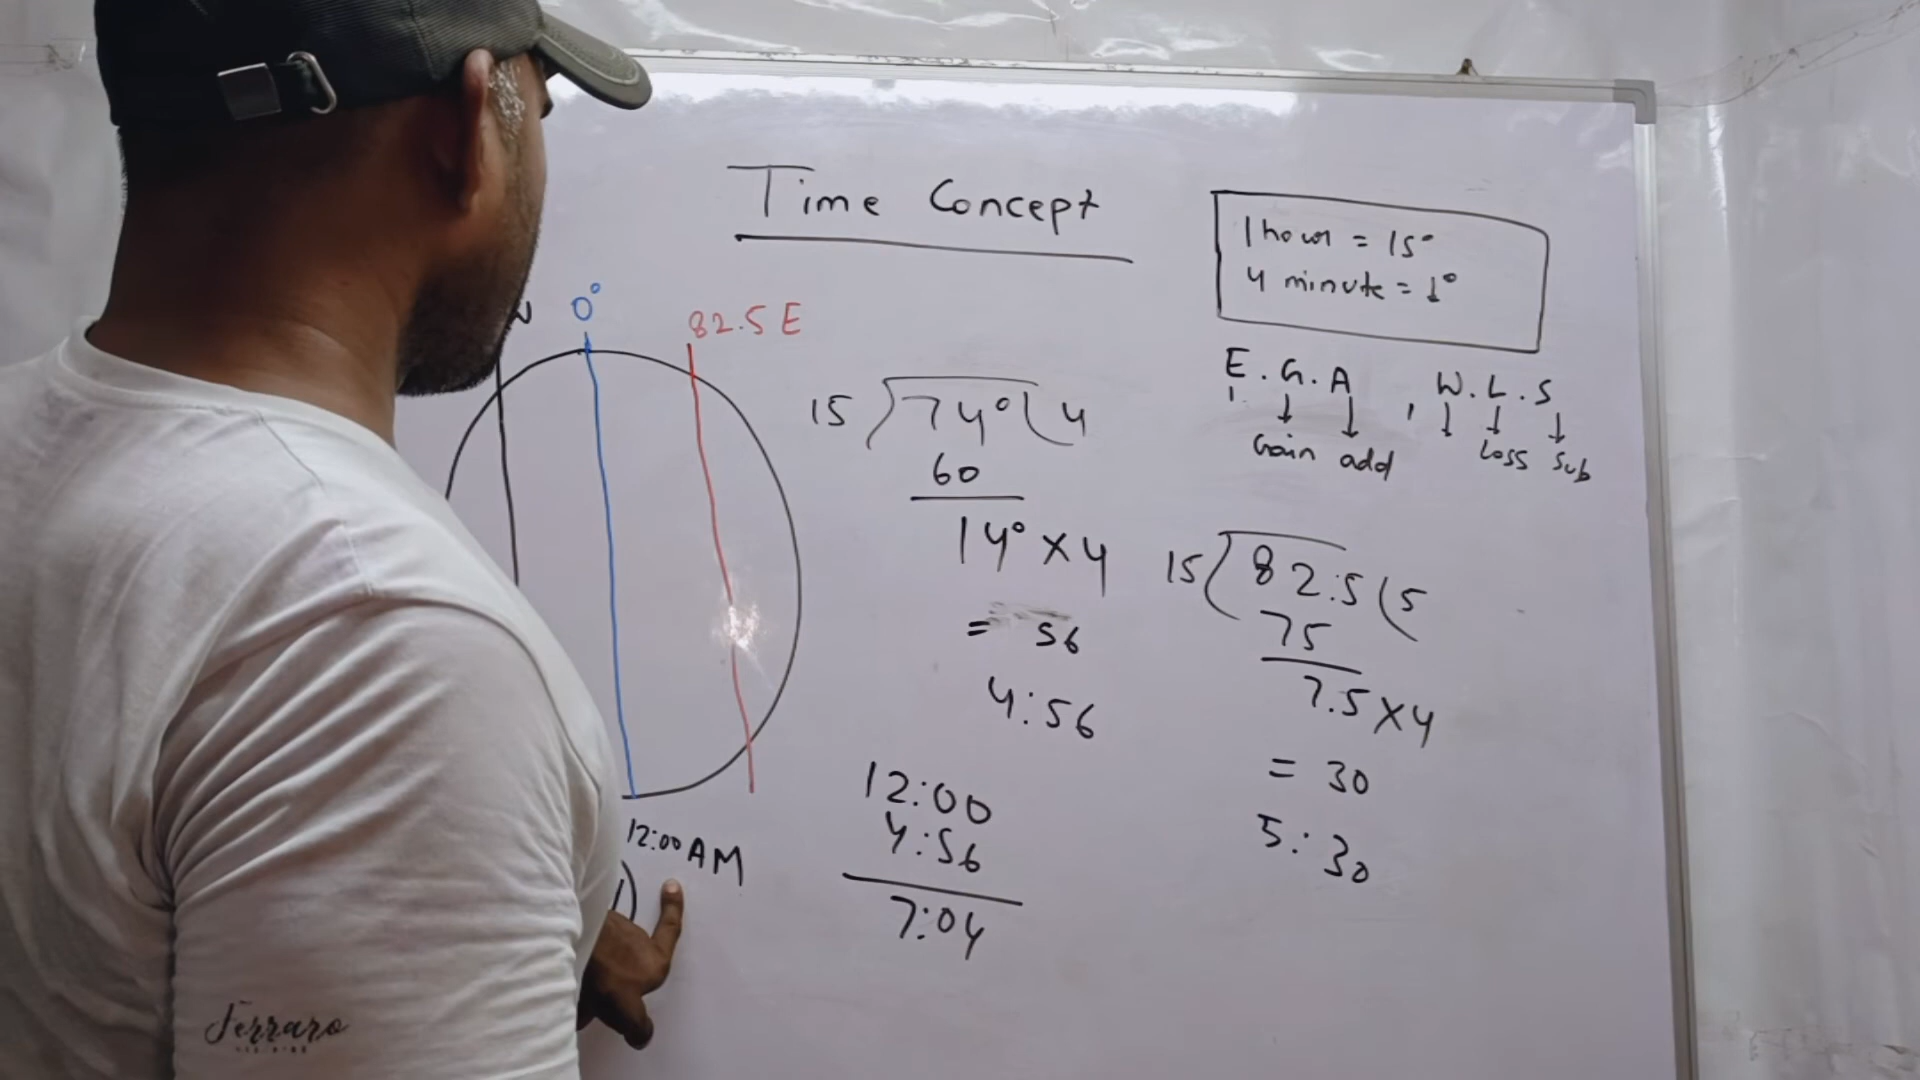 Time Concept
1 hour = 15°
4 minute = 1°
0°
82.5 E
E. G. A , W. L. S
Gain add Loss Sub
15 ) 74° ( 4
60
14° × 4
= 56
4:56
12:00
4:56
7:04
15 ) 82.5 ( 5
75
7.5 × 4
= 30
5:30
12:00 AM
Ferraro